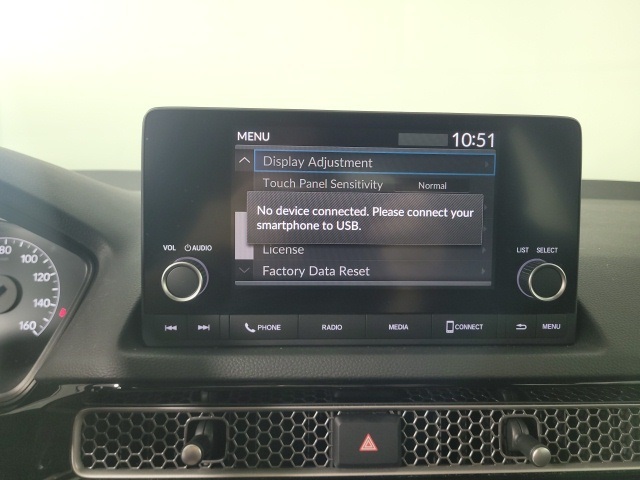 MENU 10:51
Display Adjustment
Touch Panel Sensitivity Normal
No device connected. Please connect your
smartphone to USB.
License
Factory Data Reset
VOL AUDIO
LIST SELECT
PHONE RADIO MEDIA CONNECT MENU
80
100
120
140
160